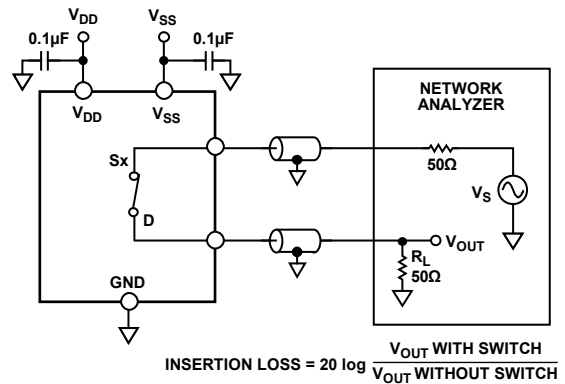 VDD
VSS
0.1µF
0.1µF
VDD
VSS
NETWORK
ANALYZER
Sx
50Ω
VS
D
VOUT
RL
50Ω
GND
INSERTION LOSS = 20 log VOUT WITH SWITCH
VOUT WITHOUT SWITCH